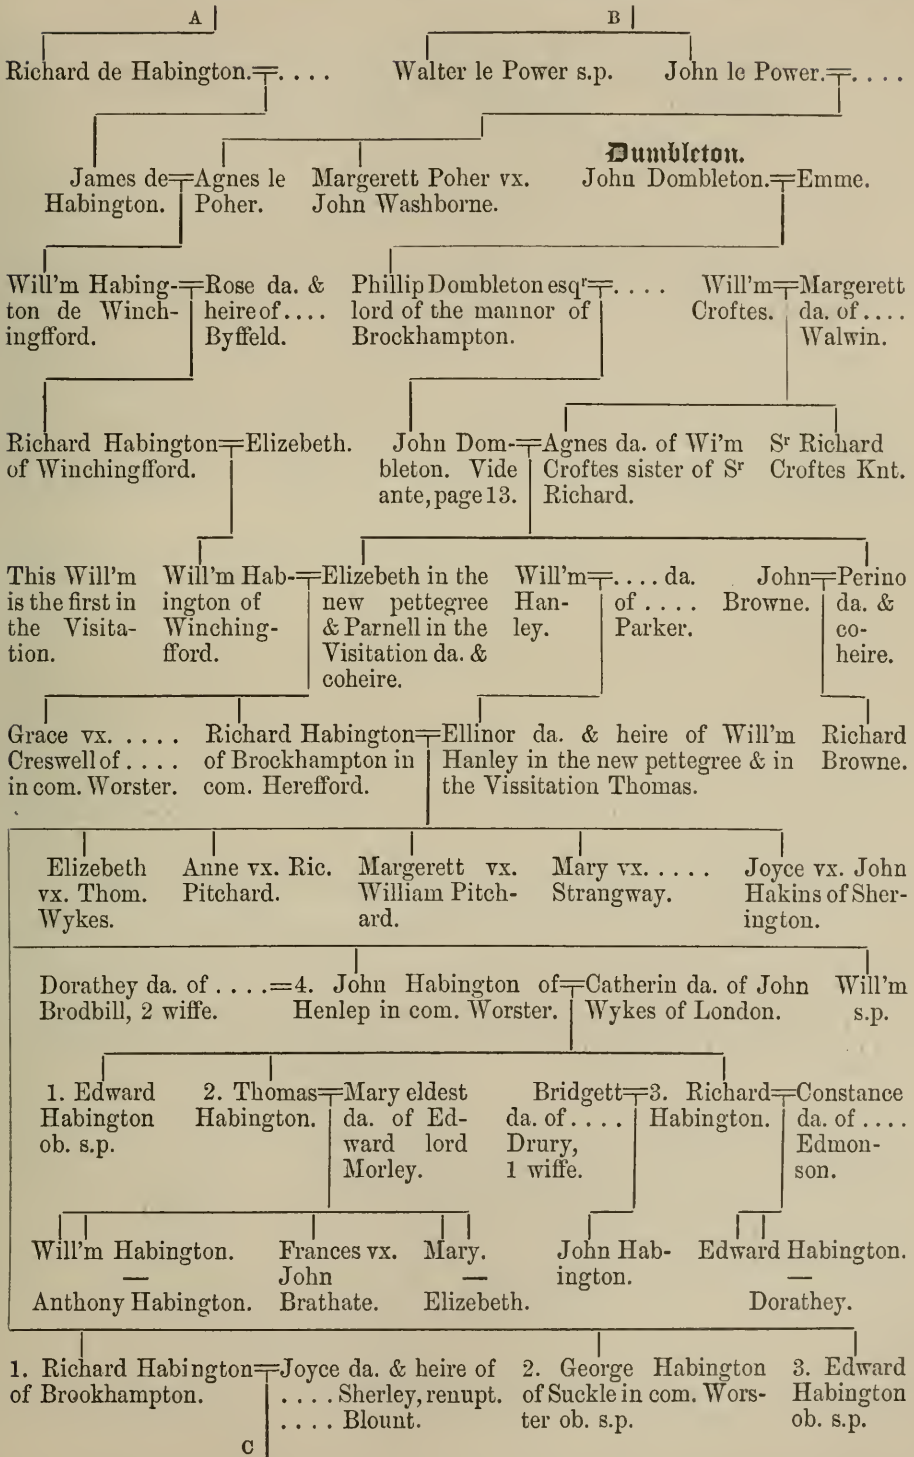 A B
Richard de Habington. . . . . Walter le Power s.p. John le Power. . . . .
Dumbleton.
James de Agnes le Margerett Poher vx. John Dombleton. Emme.
Habington. Poher. John Washborne.
Will'm Habing- Rose da. & Phillip Dombleton esqr . . . . Will'm Margerett
ton de Winch- heire of . . . . lord of the mannor of Croftes. da. of . . . .
ingfford. Byffeld. Brockhampton. Walwin.
Richard Habington Elizebeth. John Dom- Agnes da. of Wi'm Sr Richard
of Winchingfford. bleton. Vide Croftes sister of Sr Croftes Knt.
ante, page 13. Richard.
This Will'm Will'm Hab- Elizebeth in the Will'm . . . . da. John Perino
is the first in ington of new pettegree Han- of . . . . Browne. da. &
the Visita- Winching- & Parnell in the ley. Parker. co-
tion. fford. Visitation da. & heire.
coheire.
Grace vx. . . . . Richard Habington Ellinor da. & heire of Will'm Richard
Creswell of . . . . of Brockhampton in Hanley in the new pettegree & in Browne.
in com. Worster. com. Herefford. the Vissitation Thomas.
Elizebeth Anne vx. Ric. Margerett vx. Mary vx. . . . . Joyce vx. John
vx. Thom. Pitchard. William Pitch- Strangway. Hakins of Sher-
Wykes. ard. ington.
Dorathey da. of . . . . = 4. John Habington of Catherin da. of John Will'm
Brodbill, 2 wiffe. Henlep in com. Worster. Wykes of London. s.p.
1. Edward 2. Thomas Mary eldest Bridgett 3. Richard Constance
Habington Habington. da. of Ed- da. of . . . . Habington. da. of . . . .
ob. s.p. ward lord Drury, Edmon-
Morley. 1 wiffe. son.
Will'm Habington. Frances vx. Mary. John Hab- Edward Habington.
— John — ington. —
Anthony Habington. Brathate. Elizebeth. Dorathey.
1. Richard Habington Joyce da. & heire of 2. George Habington 3. Edward
of Brookhampton. . . . . Sherley, renupt. of Suckle in com. Wors- Habington
. . . . Blount. ter ob. s.p. ob. s.p.
C